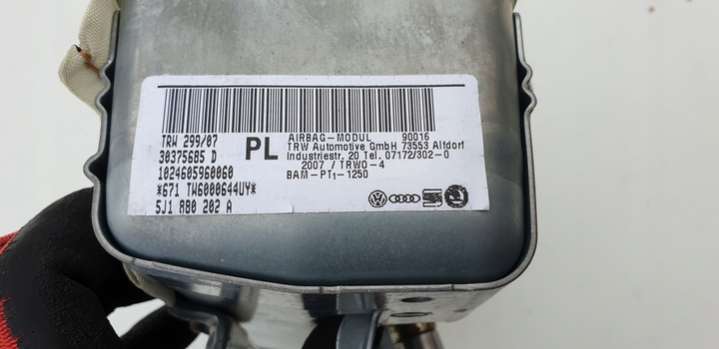 TRW 299/07
30375685 D
1024605960060
*671 TW6000644UY*
5J1 880 202 A
PL
AIRBAG-MODUL 90016
TRW Automotive GmbH 73553 Alfdorf
Industriestr. 20 Tel. 07172/302-0
2007 / TRWO-4
BAM-PT₁-1250